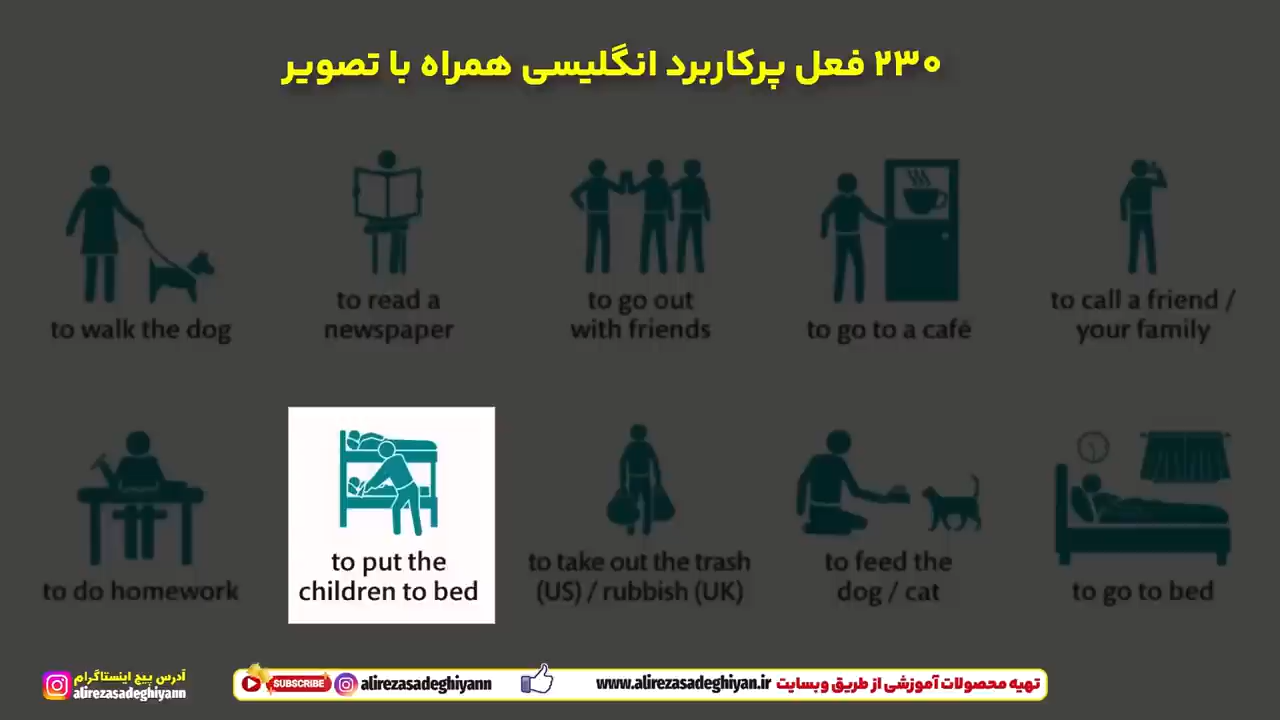 ۲۳۰ فعل پرکاربرد انگلیسی همراه با تصویر
to walk the dog
to read a
newspaper
to go out
with friends
to go to a café
to call a friend /
your family
to do homework
to put the
children to bed
to take out the trash
(US) / rubbish (UK)
to feed the
dog / cat
to go to bed
آدرس پیج اینستاگرام
alirezasadeghiyann
SUBSCRIBE
alirezasadeghiyann
www.alirezasadeghiyan.ir تهیه محصولات آموزشی از طریق وبسایت